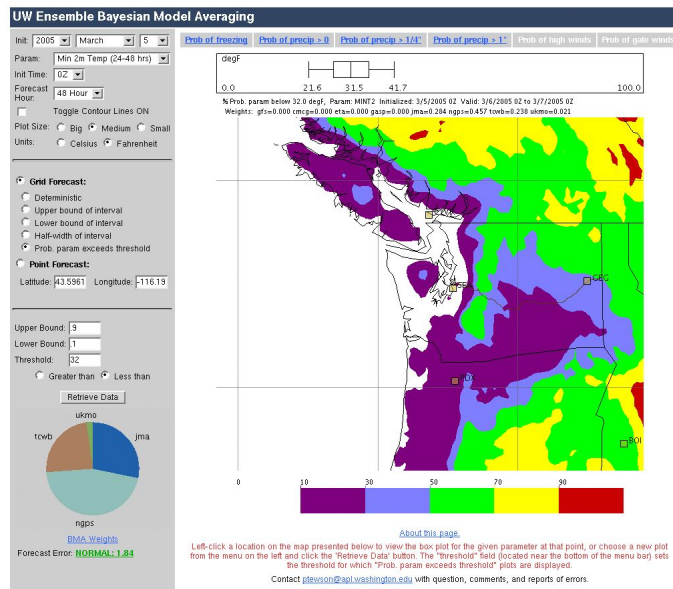 UW Ensemble Bayesian Model Averaging
Init: 2005 March 5
Param: Min 2m Temp (24-48 hrs)
Init Time: 0Z
Forecast Hour: 48 Hour
Toggle Contour Lines ON
Plot Size: Big Medium Small
Units: Celsius Fahrenheit
Grid Forecast:
Deterministic
Upper bound of interval
Lower bound of interval
Half-width of interval
Prob. param exceeds threshold
Point Forecast:
Latitude: 43.5961 Longitude: -116.19
Upper Bound: .9
Lower Bound: .1
Threshold: 32
Greater than Less than
Retrieve Data
ukmo
tcwb
jma
ngps
BMA Weights
Forecast Error: NORMAL: 1.84
Prob of freezing Prob of precip > 0 Prob of precip > 1/4" Prob of precip > 1" Prob of high winds Prob of gale winds
degF
0.0 21.6 31.5 41.7 100.0
% Prob. param below 32.0 degF, Param: MINT2 Initialized: 3/5/2005 0Z Valid: 3/6/2005 0Z to 3/7/2005 0Z
Weights: gfs=0.000 cmcg=0.000 eta=0.000 gasp=0.000 jma=0.284 ngps=0.457 tcwb=0.238 ukmo=0.021
GEG
BOI
0 10 30 50 70 90
About this page.
Left-click a location on the map presented below to view the box plot for the given parameter at that point, or choose a new plot
from the menu on the left and click the 'Retrieve Data' button. The "threshold" field (located near the bottom of the menu bar) sets
the threshold for which "Prob. param exceeds threshold" plots are displayed.
Contact ptewson@apl.washington.edu with question, comments, and reports of errors.